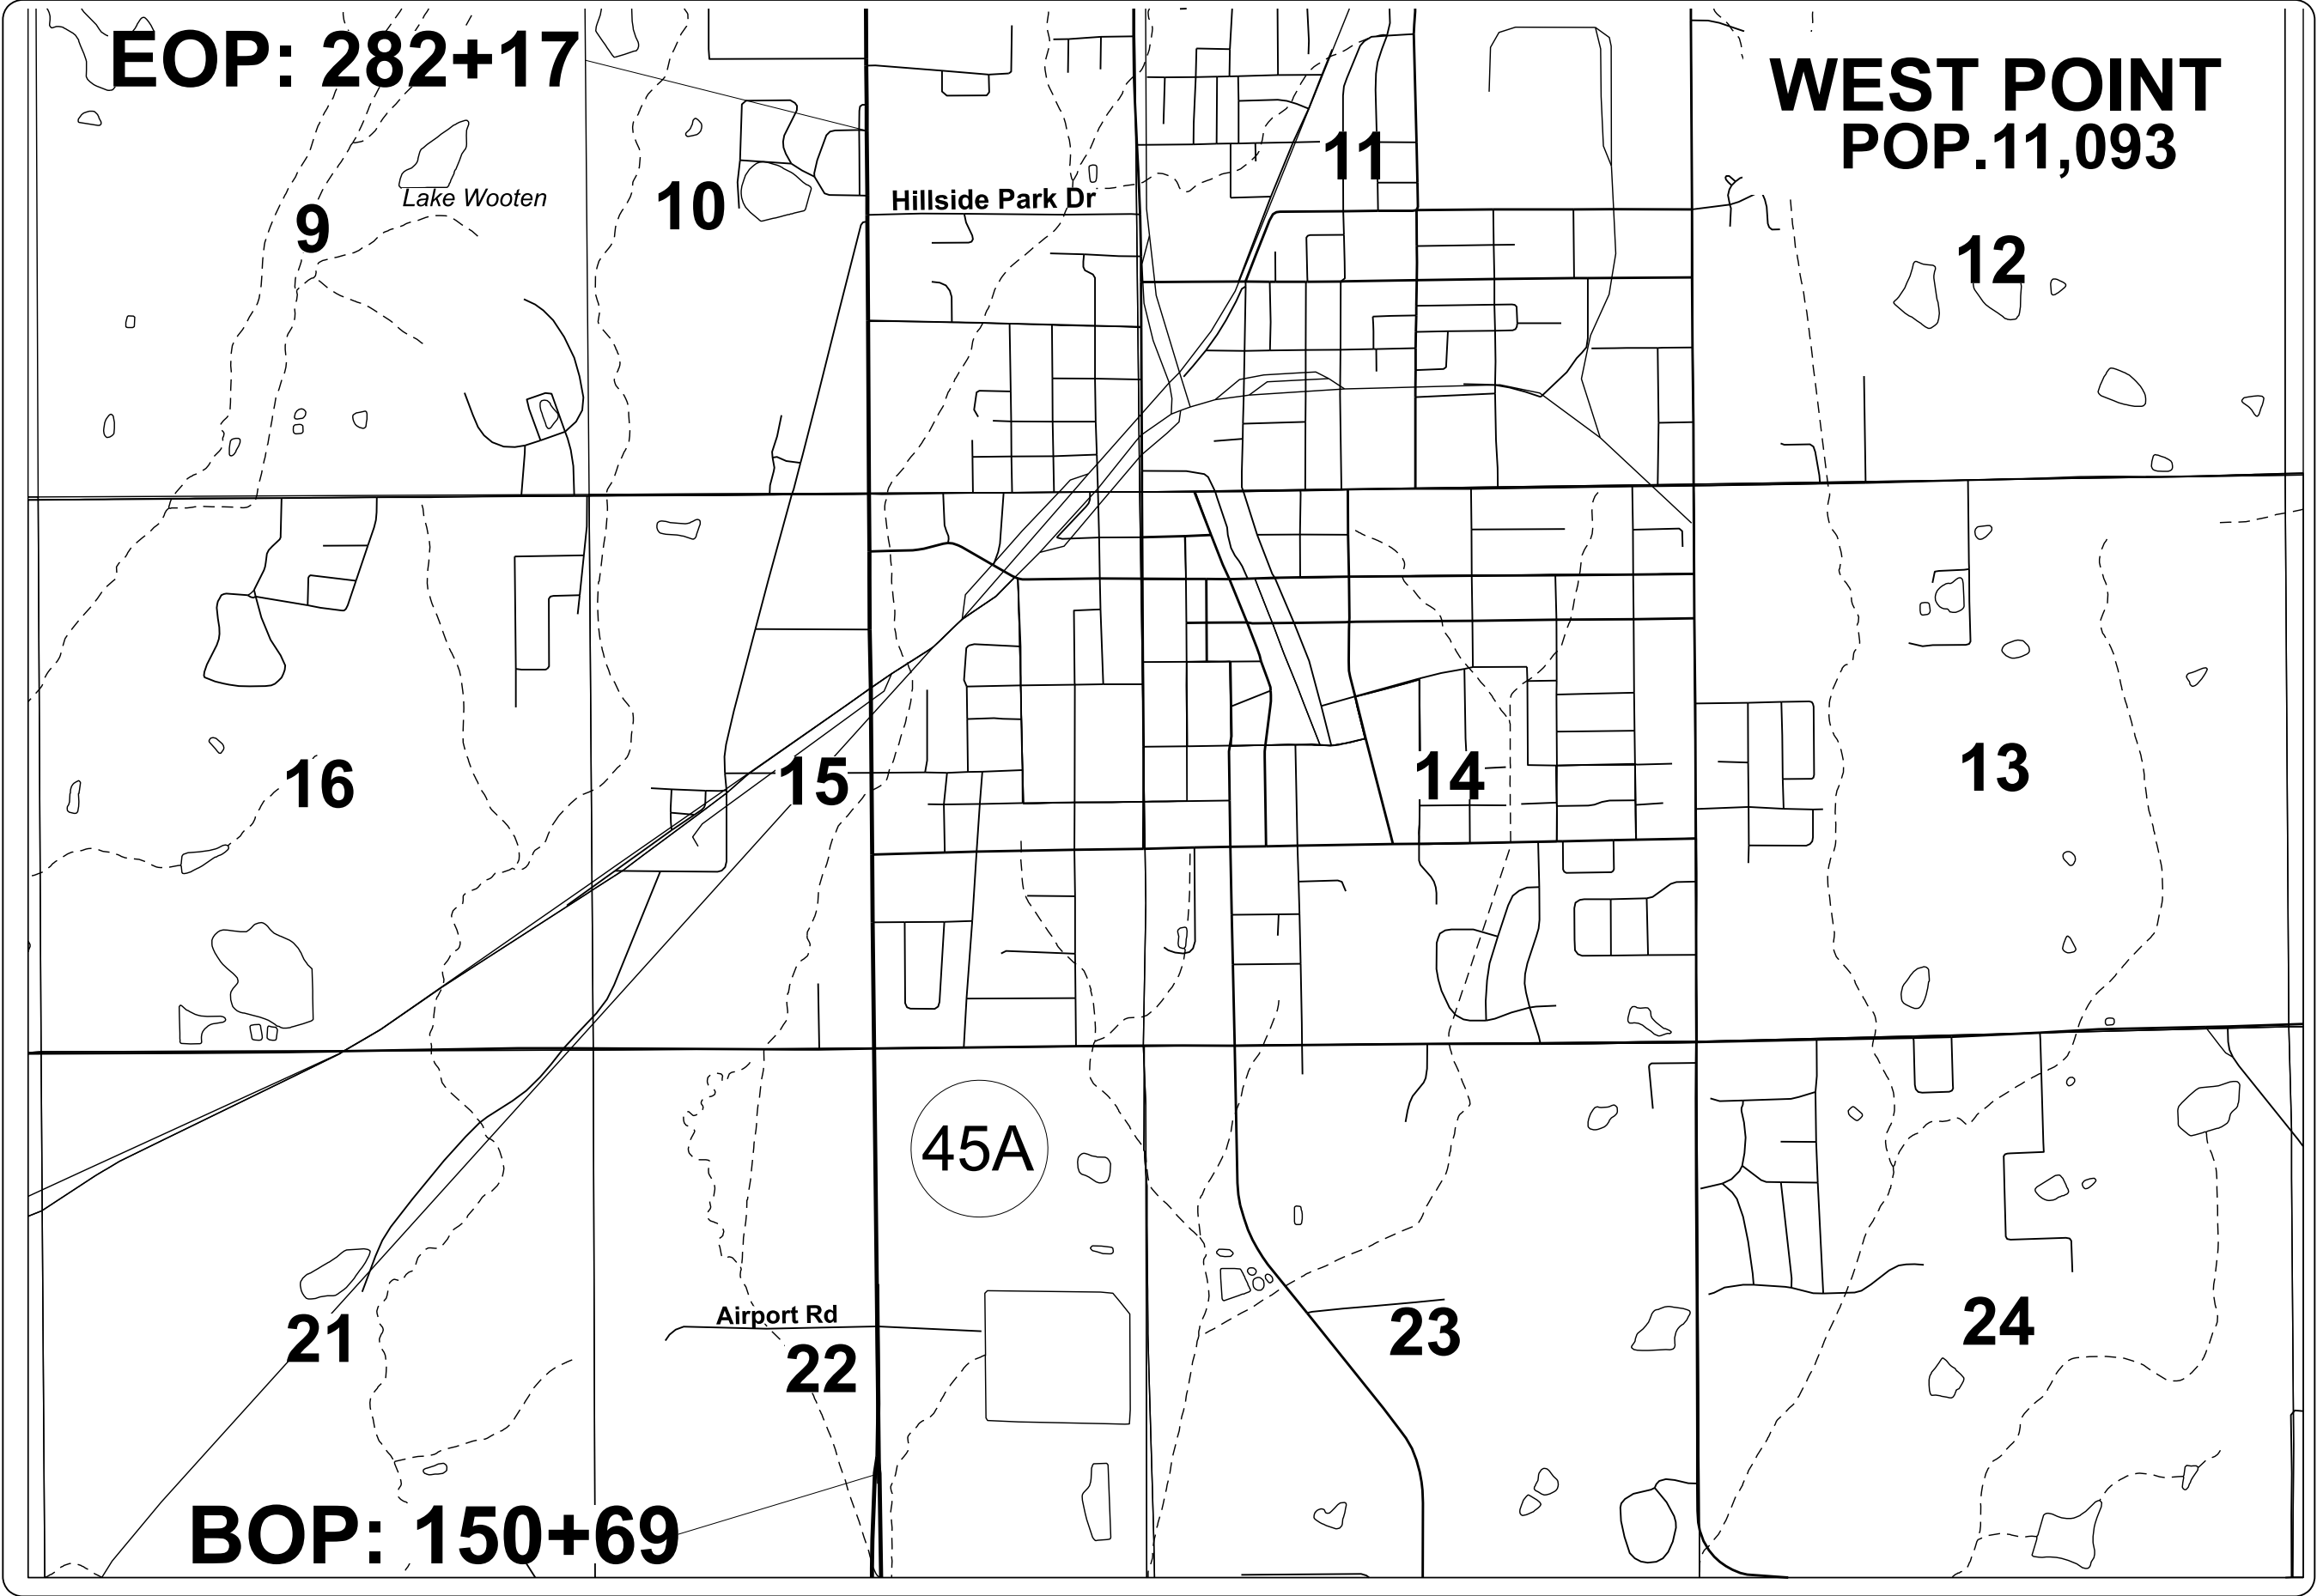 EOP: 282+17
WEST POINT
POP.11,093
11
Lake Wooten
10
Hillside Park Dr
9
12
16
15
14
13
45A
Airport Rd
21
22
23
24
BOP: 150+69